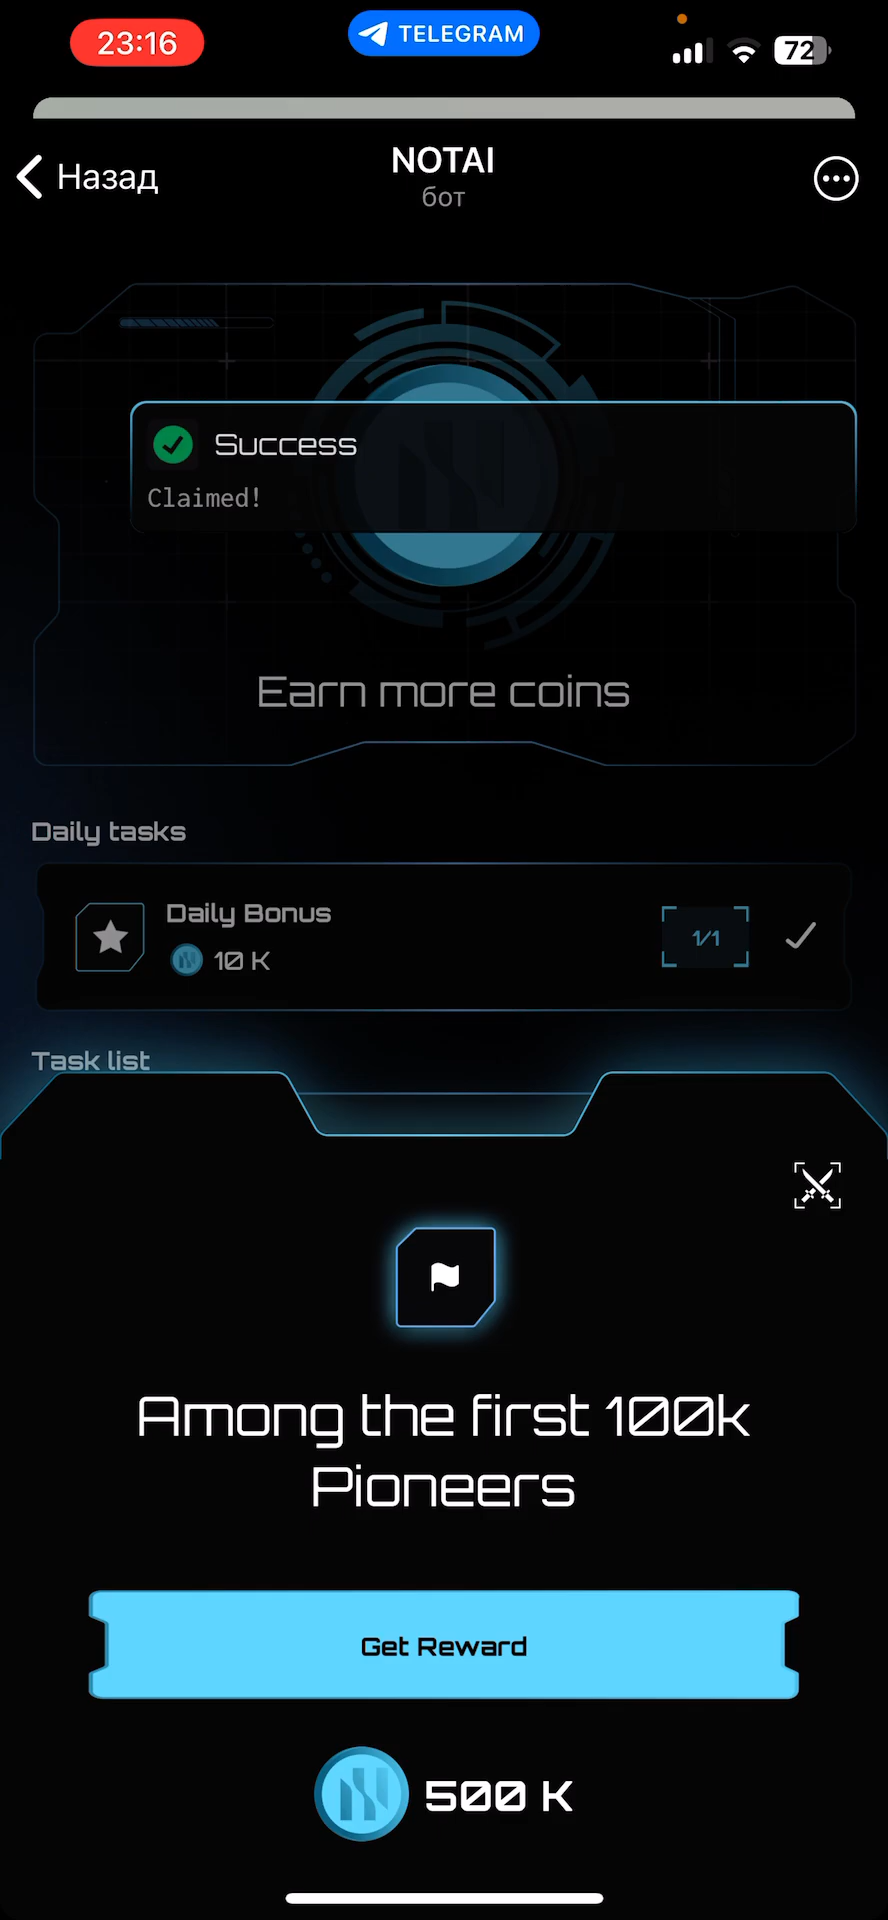 23:16
TELEGRAM
72
Назад
NOTAI
бот
Success
Claimed!
Earn more coins
Daily tasks
Daily Bonus
10 K
1/1
Task list
Among the first 100k
Pioneers
Get Reward
500 K